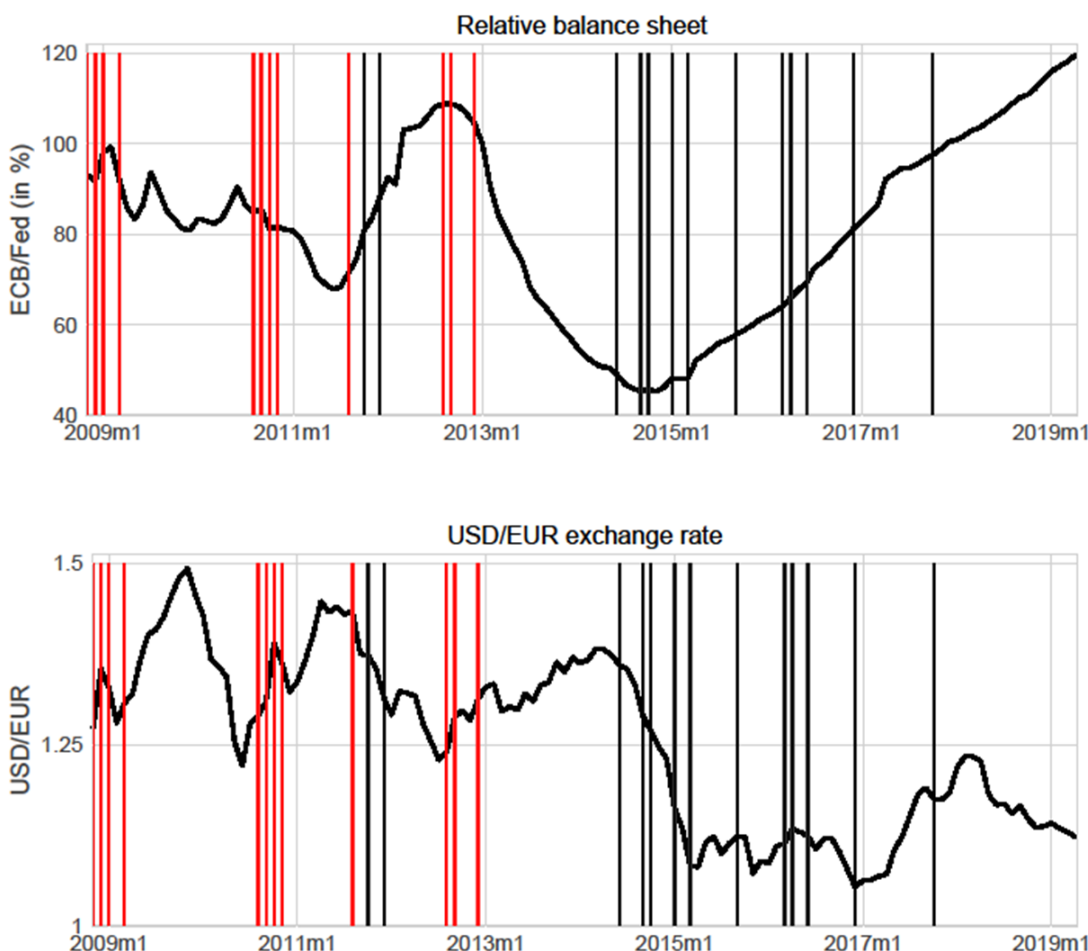 Relative balance sheet
120
100
80
60
40
ECB/Fed (in %)
2009m1 2011m1 2013m1 2015m1 2017m1 2019m1
USD/EUR exchange rate
1.5
1.25
1
USD/EUR
2009m1 2011m1 2013m1 2015m1 2017m1 2019m1